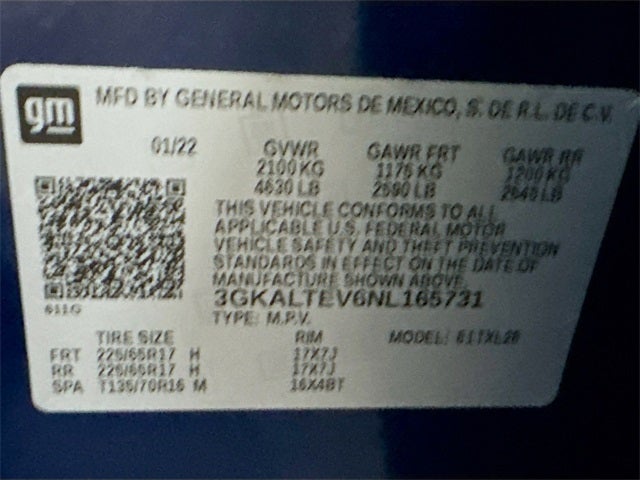 gm
MFD BY GENERAL MOTORS DE MEXICO, S. DE R.L. DE C.V.
01/22 GVWR GAWR FRT GAWR RR
2100 KG 1175 KG 1200 KG
4630 LB 2590 LB 2645 LB
THIS VEHICLE CONFORMS TO ALL
APPLICABLE U.S. FEDERAL MOTOR
VEHICLE SAFETY AND THEFT PREVENTION
STANDARDS IN EFFECT ON THE DATE OF
MANUFACTURE SHOWN ABOVE.
3GKALTEV6NL165731
611G
TYPE: M.P.V.
TIRE SIZE RIM MODEL: 61TXL26
FRT 225/65R17 H 17X7J
RR 225/65R17 H 17X7J
SPA T135/70R16 M 16X4BT